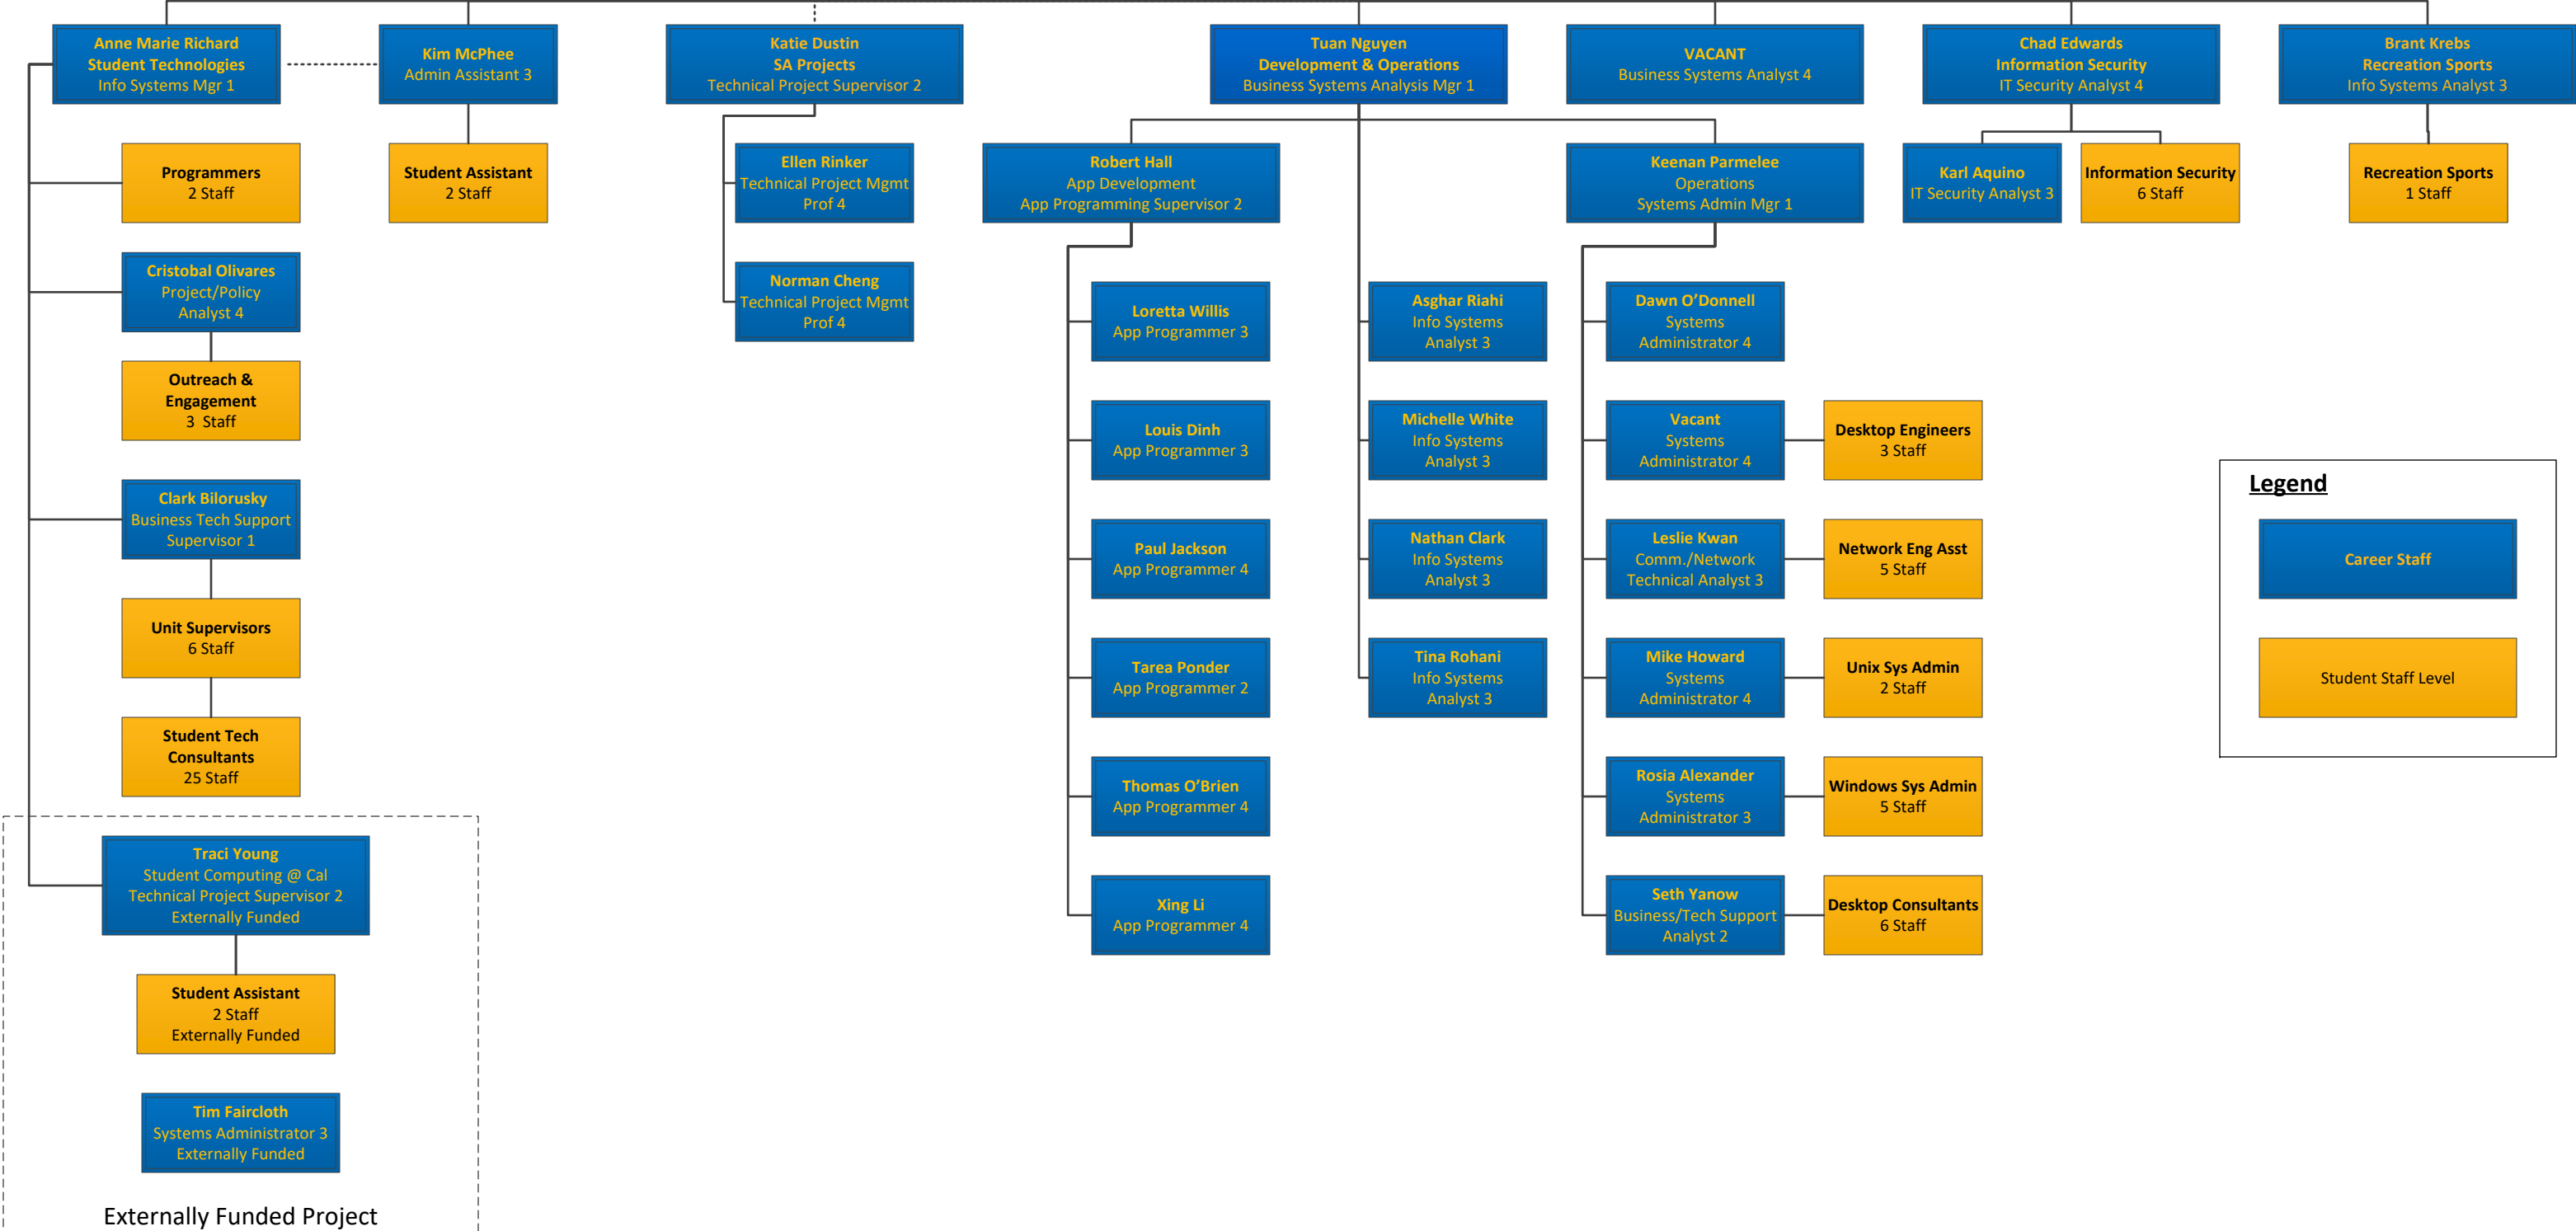 Anne Marie Richard
Student Technologies
Info Systems Mgr 1
Kim McPhee
Admin Assistant 3
Katie Dustin
SA Projects
Technical Project Supervisor 2
Tuan Nguyen
Development & Operations
Business Systems Analysis Mgr 1
VACANT
Business Systems Analyst 4
Chad Edwards
Information Security
IT Security Analyst 4
Brant Krebs
Recreation Sports
Info Systems Analyst 3
Programmers
2 Staff
Student Assistant
2 Staff
Ellen Rinker
Technical Project Mgmt
Prof 4
Robert Hall
App Development
App Programming Supervisor 2
Keenan Parmelee
Operations
Systems Admin Mgr 1
Karl Aquino
IT Security Analyst 3
Information Security
6 Staff
Recreation Sports
1 Staff
Cristobal Olivares
Project/Policy
Analyst 4
Norman Cheng
Technical Project Mgmt
Prof 4
Loretta Willis
App Programmer 3
Asghar Riahi
Info Systems
Analyst 3
Dawn O’Donnell
Systems
Administrator 4
Outreach &
Engagement
3 Staff
Louis Dinh
App Programmer 3
Michelle White
Info Systems
Analyst 3
Vacant
Systems
Administrator 4
Desktop Engineers
3 Staff
Legend
Career Staff
Student Staff Level
Clark Bilorusky
Business Tech Support
Supervisor 1
Paul Jackson
App Programmer 4
Nathan Clark
Info Systems
Analyst 3
Leslie Kwan
Comm./Network
Technical Analyst 3
Network Eng Asst
5 Staff
Unit Supervisors
6 Staff
Tarea Ponder
App Programmer 2
Tina Rohani
Info Systems
Analyst 3
Mike Howard
Systems
Administrator 4
Unix Sys Admin
2 Staff
Student Tech
Consultants
25 Staff
Thomas O’Brien
App Programmer 4
Rosia Alexander
Systems
Administrator 3
Windows Sys Admin
5 Staff
Traci Young
Student Computing @ Cal
Technical Project Supervisor 2
Externally Funded
Xing Li
App Programmer 4
Seth Yanow
Business/Tech Support
Analyst 2
Desktop Consultants
6 Staff
Student Assistant
2 Staff
Externally Funded
Tim Faircloth
Systems Administrator 3
Externally Funded
Externally Funded Project